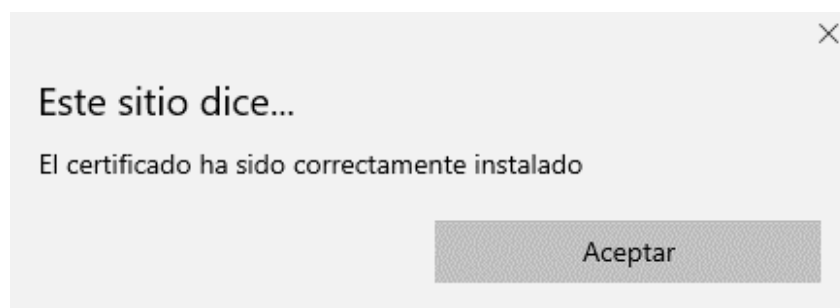 Este sitio dice...
El certificado ha sido correctamente instalado
Aceptar